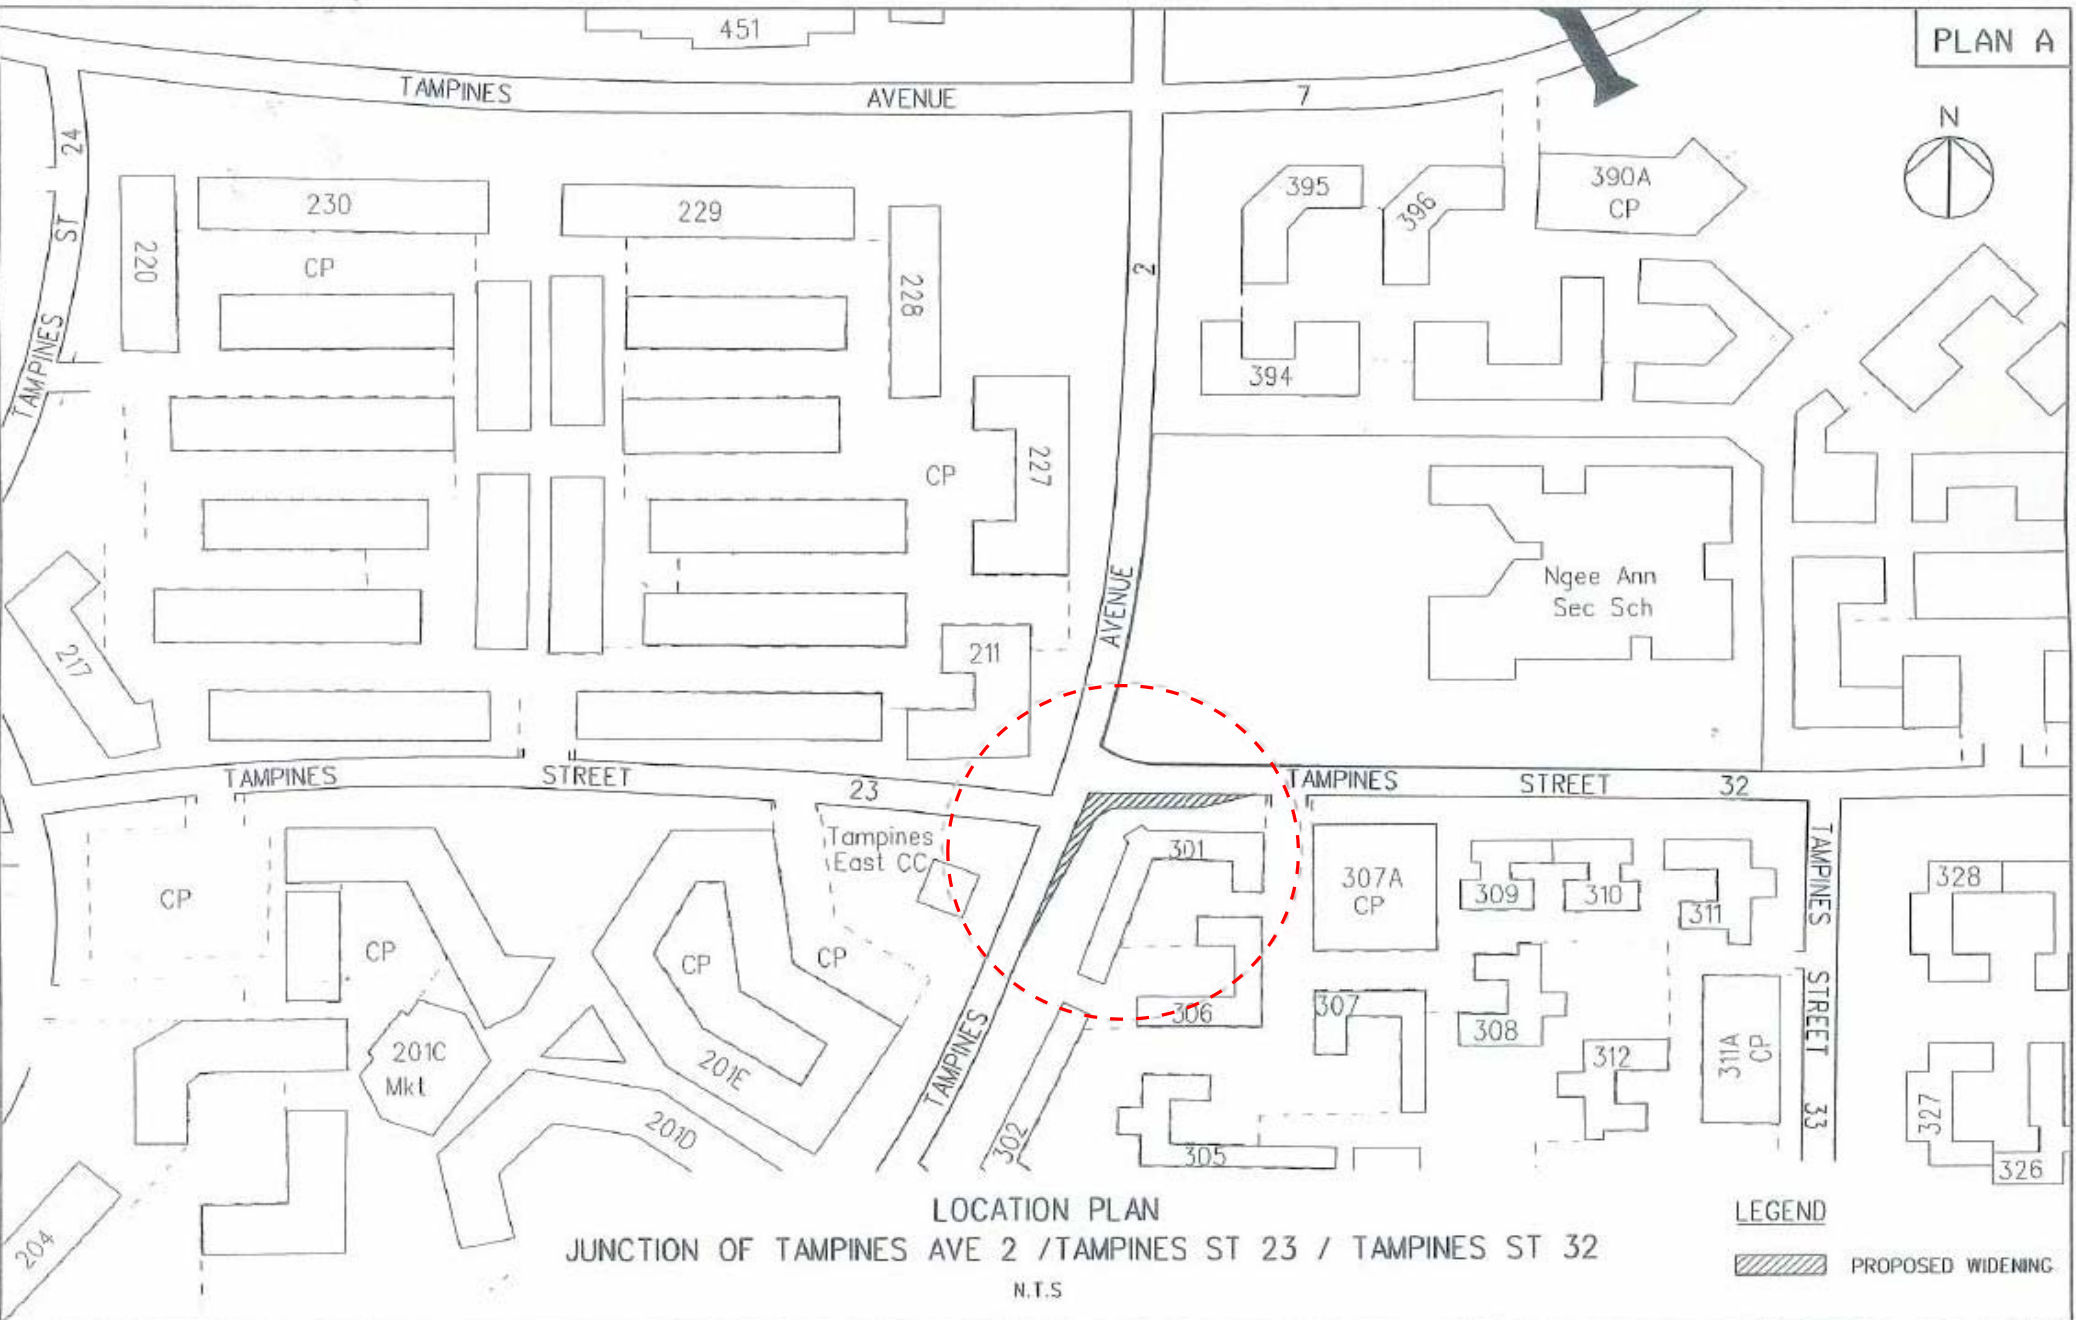 451
PLAN A
TAMPINES AVENUE 7
N
TAMPINES ST 24
230
229
220
CP
228
2
395
396
390A
CP
394
227
CP
AVENUE
Ngee Ann
Sec Sch
217
211
TAMPINES STREET 23
TAMPINES STREET 32
Tampines
East CC
301
307A
CP
309
310
311
TAMPINES STREET 33
328
CP
CP
CP
CP
306
307
308
312
311A
CP
201C
Mkt
201E
201D
TAMPINES
302
305
327
326
204
LOCATION PLAN
JUNCTION OF TAMPINES AVE 2 /TAMPINES ST 23 / TAMPINES ST 32
N.T.S
LEGEND
PROPOSED WIDENING